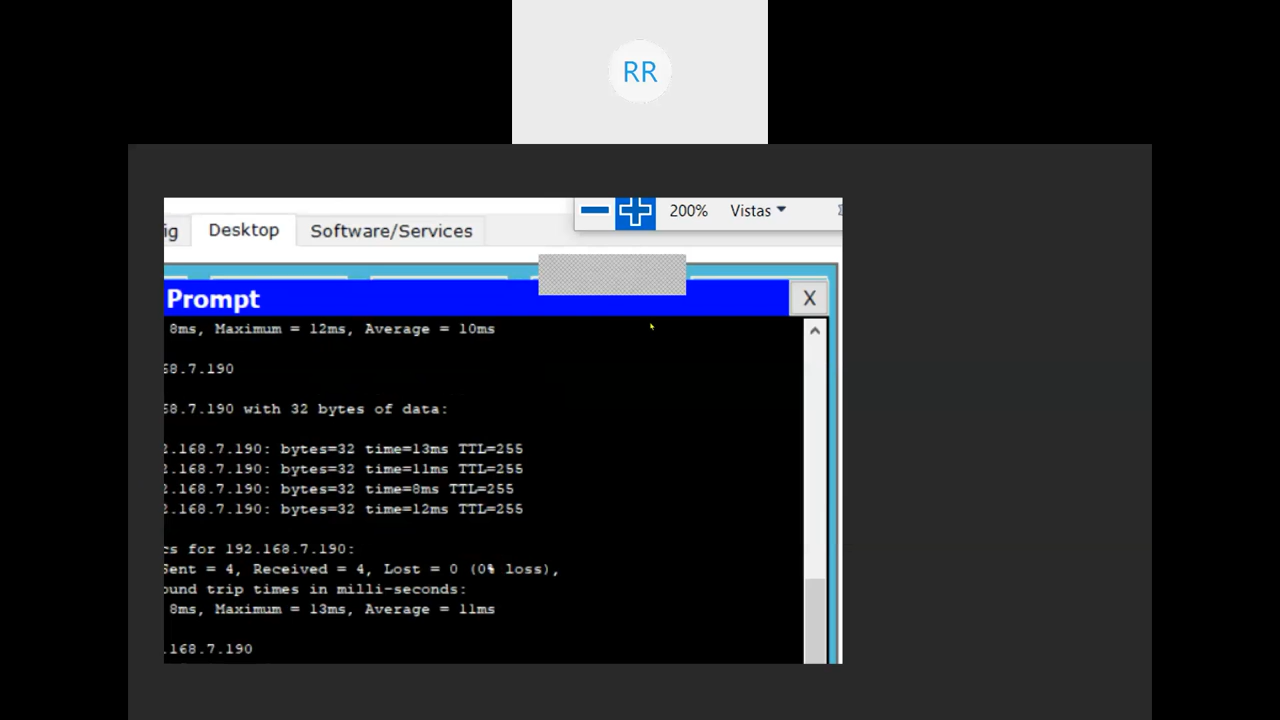 RR
200% Vistas
ig Desktop Software/Services
Prompt X
8ms, Maximum = 12ms, Average = 10ms
68.7.190
68.7.190 with 32 bytes of data:
2.168.7.190: bytes=32 time=13ms TTL=255
2.168.7.190: bytes=32 time=11ms TTL=255
2.168.7.190: bytes=32 time=8ms TTL=255
2.168.7.190: bytes=32 time=12ms TTL=255
cs for 192.168.7.190:
Sent = 4, Received = 4, Lost = 0 (0% loss),
ound trip times in milli-seconds:
8ms, Maximum = 13ms, Average = 11ms
.168.7.190